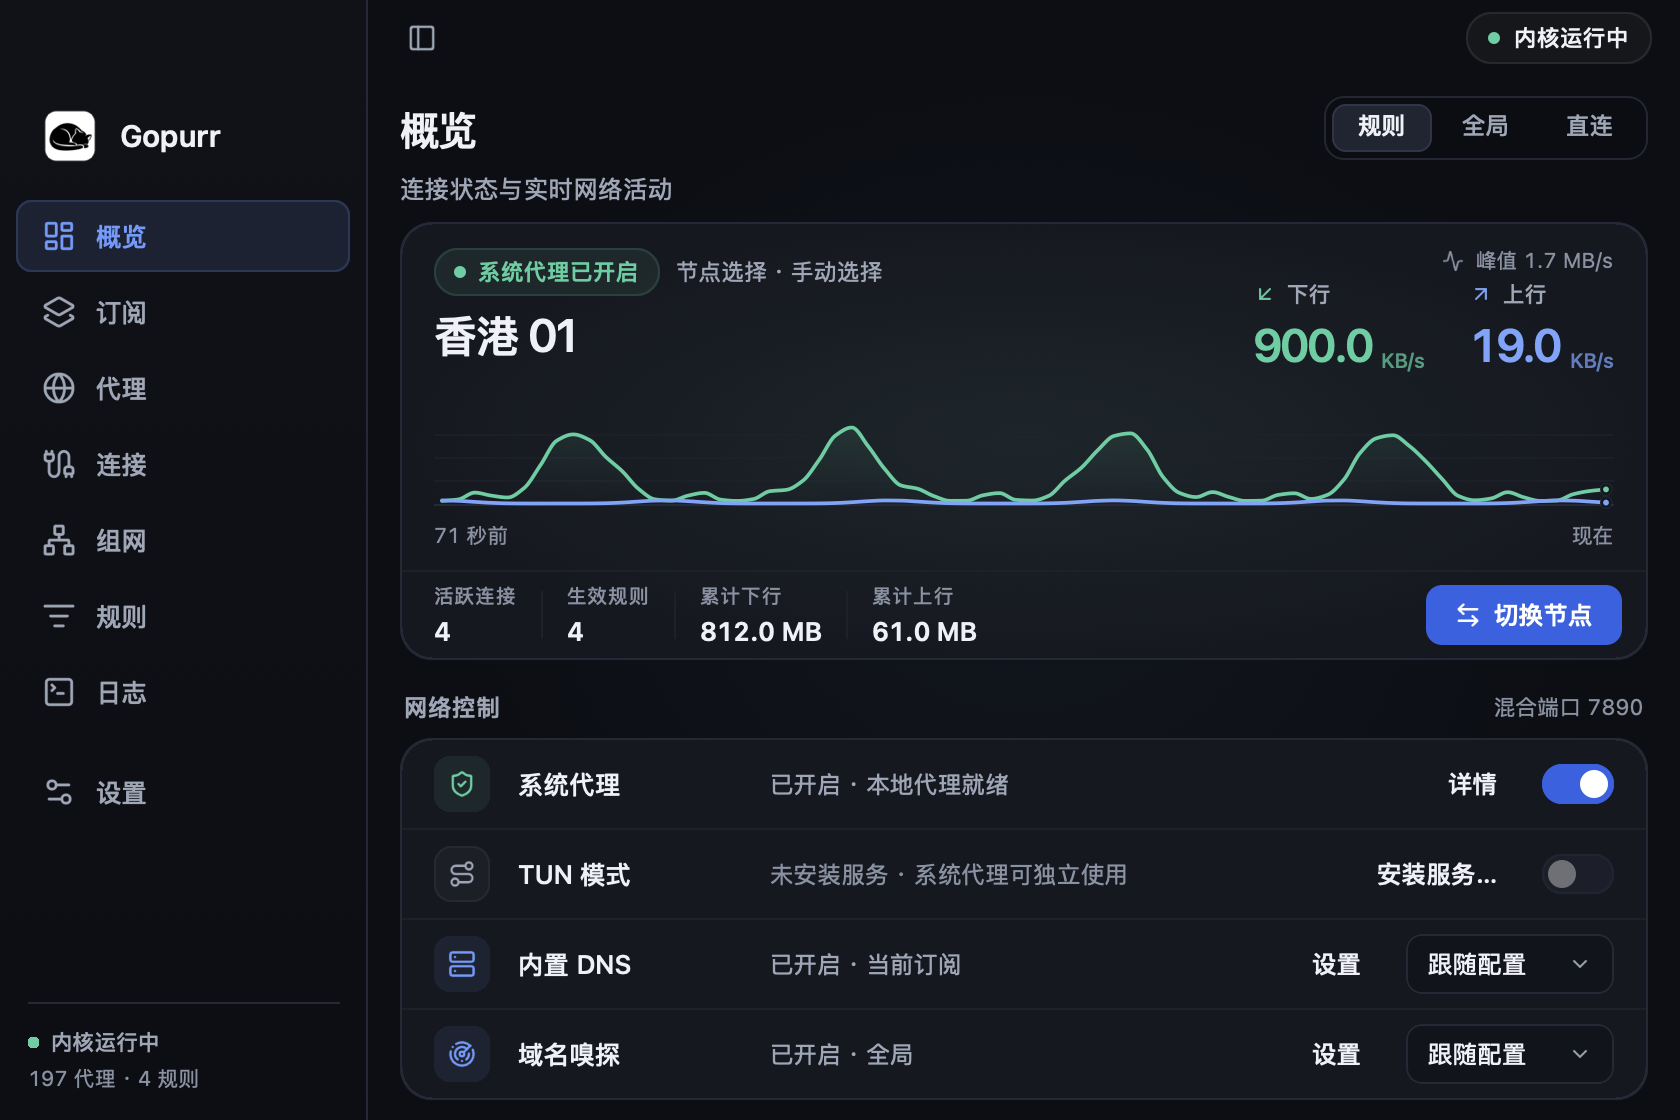 Gopurr
概览
订阅
代理
连接
组网
规则
日志
设置
内核运行中
197 代理 · 4 规则
内核运行中
概览
连接状态与实时网络活动
规则 全局 直连
系统代理已开启 节点选择 · 手动选择
香港 01
峰值 1.7 MB/s
下行 上行
900.0 KB/s 19.0 KB/s
71 秒前 现在
活跃连接 生效规则 累计下行 累计上行
4 4 812.0 MB 61.0 MB
切换节点
网络控制 混合端口 7890
系统代理 已开启 · 本地代理就绪 详情
TUN 模式 未安装服务 · 系统代理可独立使用 安装服务...
内置 DNS 已开启 · 当前订阅 设置 跟随配置
域名嗅探 已开启 · 全局 设置 跟随配置